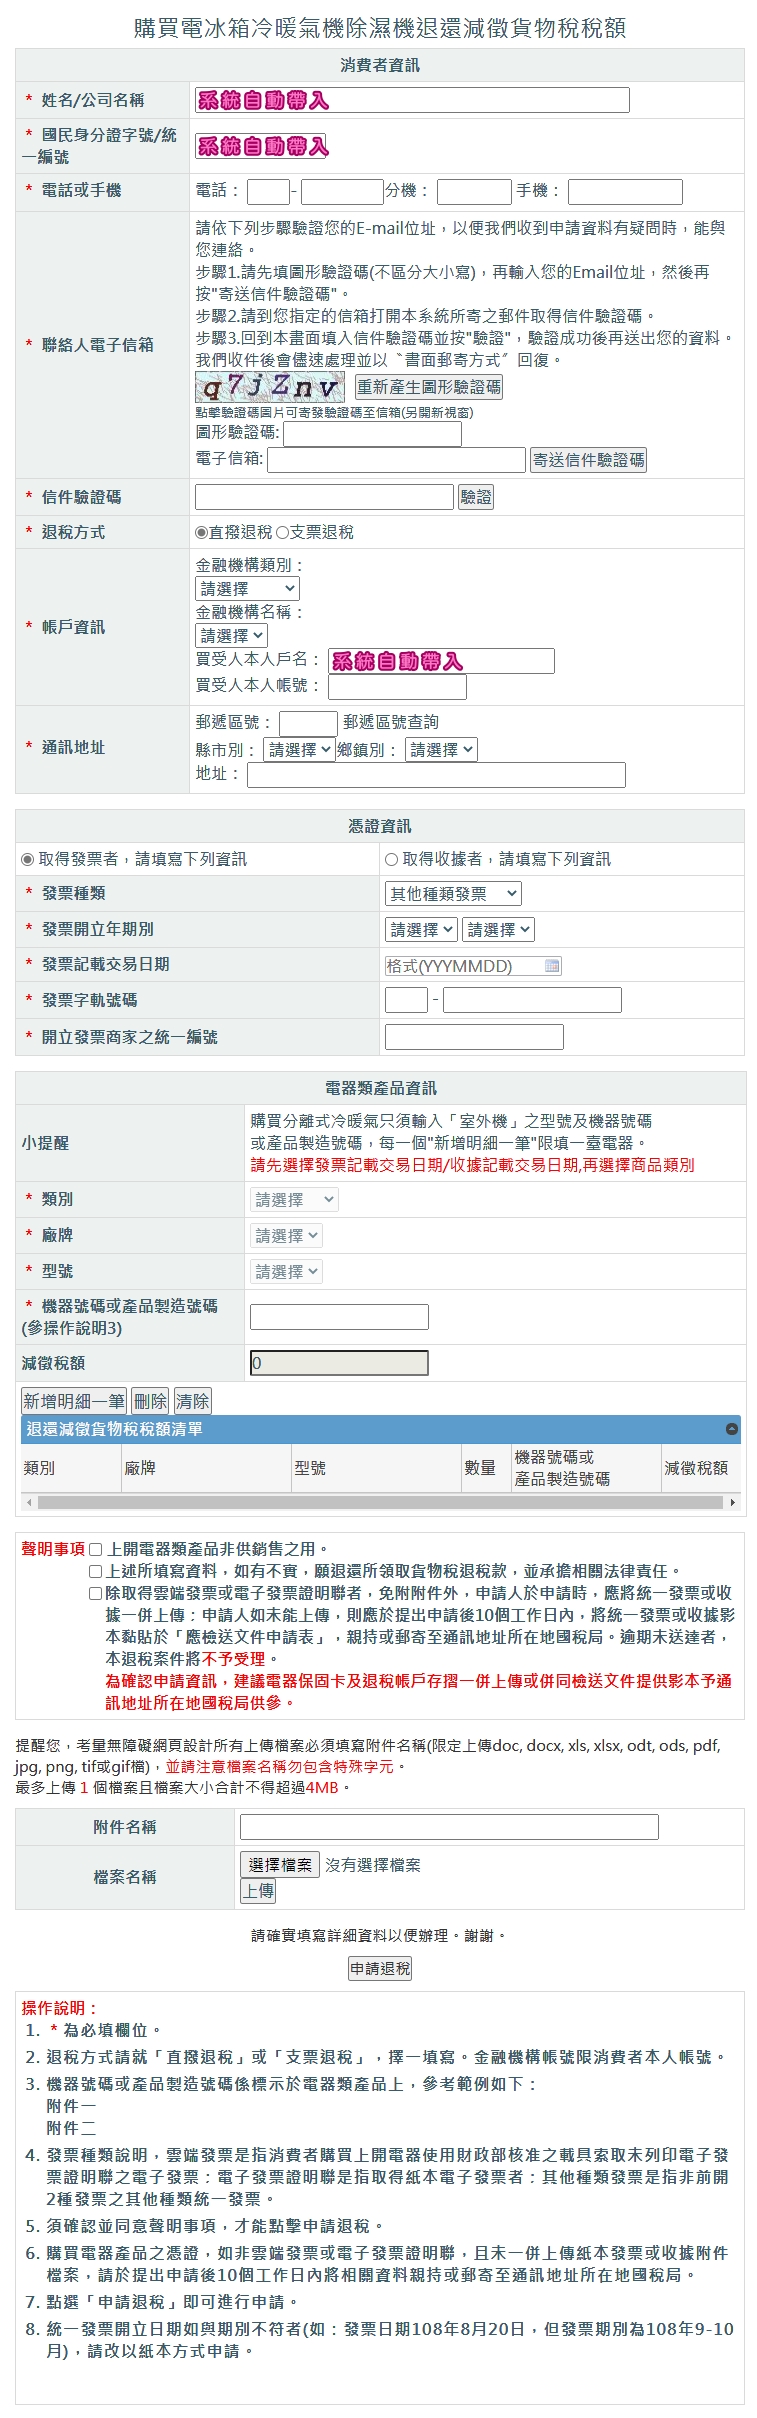 購買電冰箱冷暖氣機除濕機退還減徵貨物稅稅額
消費者資訊
* 姓名/公司名稱 系統自動帶入
* 國民身分證字號/統
一編號 系統自動帶入
* 電話或手機 電話： - 分機： 手機：
* 聯絡人電子信箱
請依下列步驟驗證您的E-mail位址，以便我們收到申請資料有疑問時，能與
您連絡。
步驟1.請先填圖形驗證碼(不區分大小寫)，再輸入您的Email位址，然後再
按"寄送信件驗證碼"。
步驟2.請到您指定的信箱打開本系統所寄之郵件取得信件驗證碼。
步驟3.回到本畫面填入信件驗證碼並按"驗證"，驗證成功後再送出您的資料。
我們收件後會儘速處理並以〝書面郵寄方式〞回復。
q7jZnv 重新產生圖形驗證碼
點擊驗證碼圖片可寄發驗證碼至信箱(另開新視窗)
圖形驗證碼:
電子信箱: 寄送信件驗證碼
* 信件驗證碼 驗證
* 退稅方式 直撥退稅 支票退稅
* 帳戶資訊
金融機構類別：
請選擇
金融機構名稱：
請選擇
買受人本人戶名： 系統自動帶入
買受人本人帳號：
* 通訊地址
郵遞區號： 郵遞區號查詢
縣市別： 請選擇 鄉鎮別： 請選擇
地址：
憑證資訊
取得發票者，請填寫下列資訊 取得收據者，請填寫下列資訊
* 發票種類 其他種類發票
* 發票開立年期別 請選擇 請選擇
* 發票記載交易日期 格式(YYYMMDD)
* 發票字軌號碼 -
* 開立發票商家之統一編號
電器類產品資訊
小提醒
購買分離式冷暖氣只須輸入「室外機」之型號及機器號碼
或產品製造號碼，每一個"新增明細一筆"限填一臺電器。
請先選擇發票記載交易日期/收據記載交易日期,再選擇商品類別
* 類別 請選擇
* 廠牌 請選擇
* 型號 請選擇
* 機器號碼或產品製造號碼
(參操作說明3)
減徵稅額 0
新增明細一筆 刪除 清除
退還減徵貨物稅稅額清單
類別 廠牌 型號 數量 機器號碼或
產品製造號碼 減徵稅額
聲明事項 上開電器類產品非供銷售之用。
上述所填寫資料，如有不實，願退還所領取貨物稅退稅款，並承擔相關法律責任。
除取得雲端發票或電子發票證明聯者，免附附件外，申請人於申請時，應將統一發票或收
據一併上傳；申請人如未能上傳，則應於提出申請後10個工作日內，將統一發票或收據影
本黏貼於「應檢送文件申請表」，親持或郵寄至通訊地址所在地國稅局。逾期未送達者，
本退稅案件將不予受理。
為確認申請資訊，建議電器保固卡及退稅帳戶存摺一併上傳或併同檢送文件提供影本予通
訊地址所在地國稅局供參。
提醒您，考量無障礙網頁設計所有上傳檔案必須填寫附件名稱(限定上傳doc, docx, xls, xlsx, odt, ods, pdf,
jpg, png, tif或gif檔)，並請注意檔案名稱勿包含特殊字元。
最多上傳 1 個檔案且檔案大小合計不得超過4MB。
附件名稱
檔案名稱 選擇檔案 沒有選擇檔案
上傳
請確實填寫詳細資料以便辦理。謝謝。
申請退稅
操作說明：
1. * 為必填欄位。
2. 退稅方式請就「直撥退稅」或「支票退稅」，擇一填寫。金融機構帳號限消費者本人帳號。
3. 機器號碼或產品製造號碼係標示於電器類產品上，參考範例如下：
附件一
附件二
4. 發票種類說明，雲端發票是指消費者購買上開電器使用財政部核准之載具索取未列印電子發
票證明聯之電子發票；電子發票證明聯是指取得紙本電子發票者；其他種類發票是指非前開
2種發票之其他種類統一發票。
5. 須確認並同意聲明事項，才能點擊申請退稅。
6. 購買電器產品之憑證，如非雲端發票或電子發票證明聯，且未一併上傳紙本發票或收據附件
檔案，請於提出申請後10個工作日內將相關資料親持或郵寄至通訊地址所在地國稅局。
7. 點選「申請退稅」即可進行申請。
8. 統一發票開立日期如與期別不符者(如：發票日期108年8月20日，但發票期別為108年9-10
月)，請改以紙本方式申請。